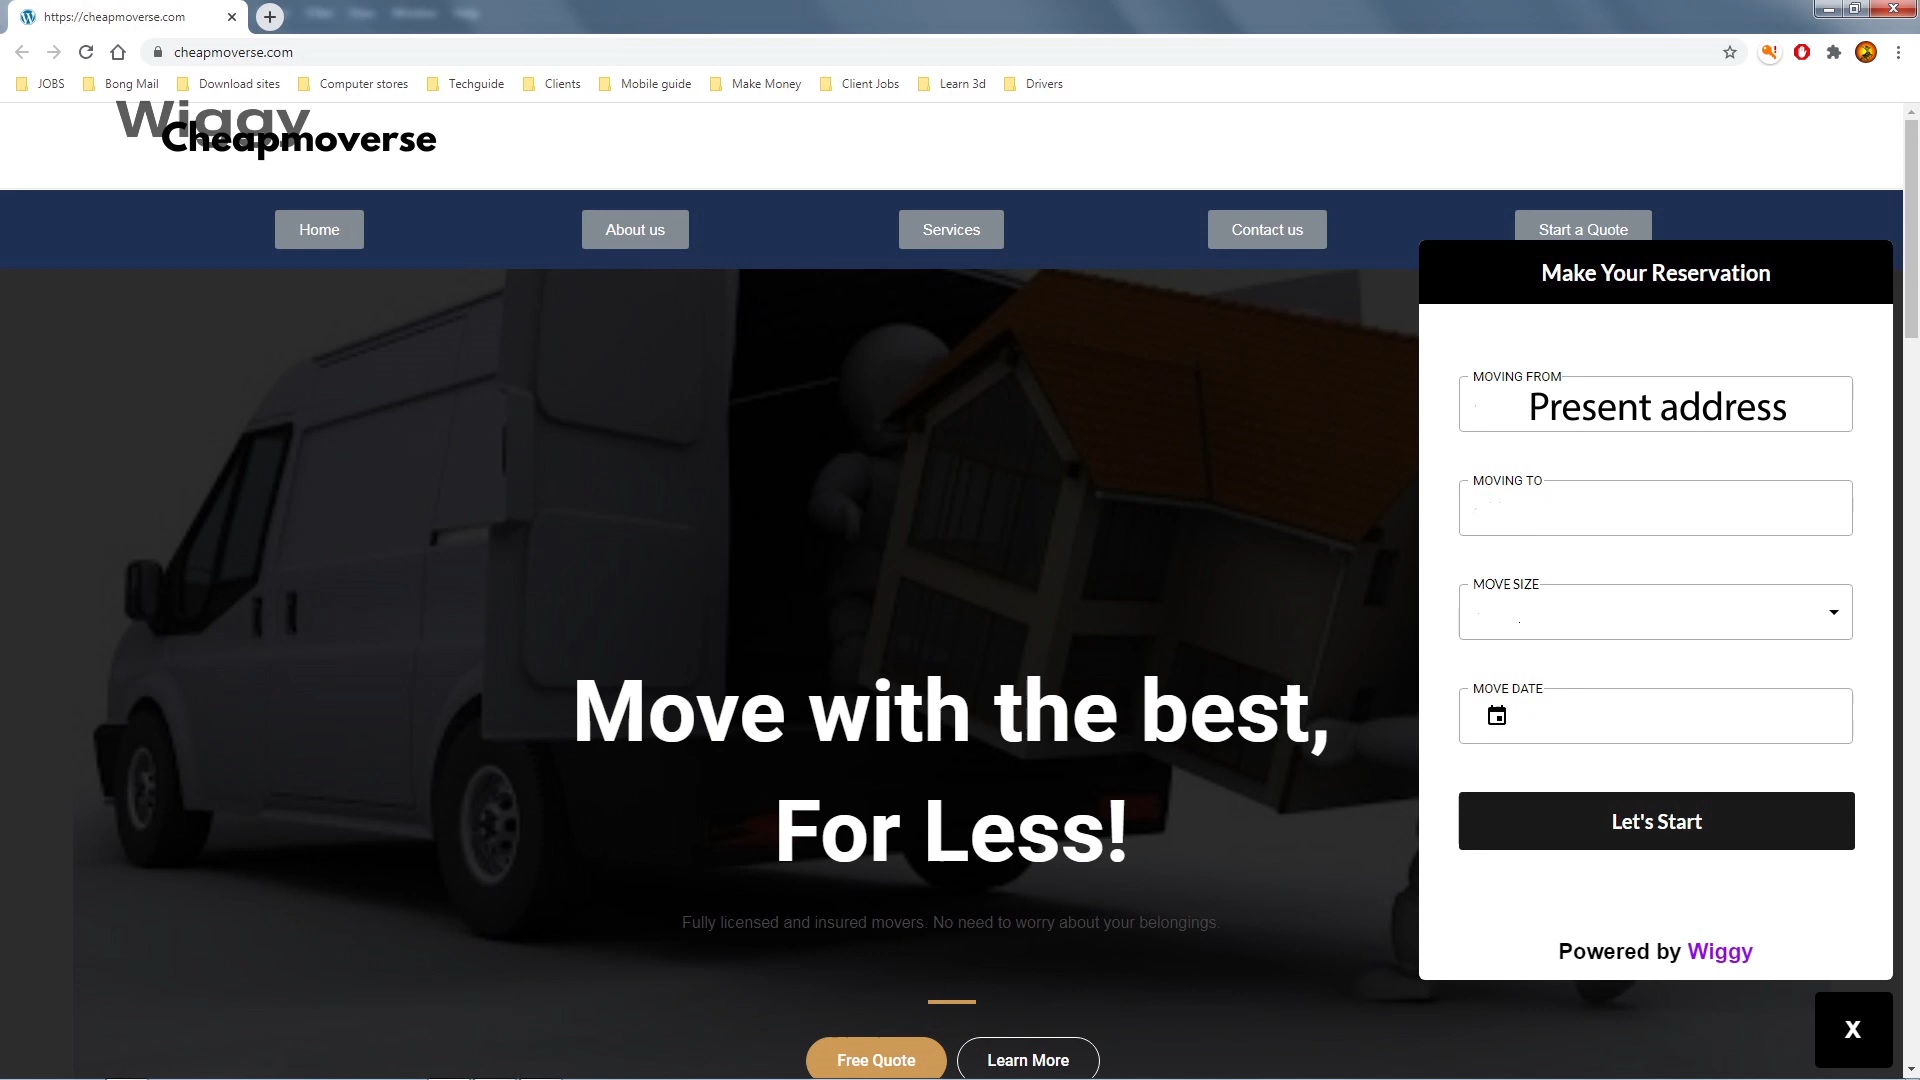 https://cheapmoverse.com
cheapmoverse.com
JOBS Bong Mail Download sites Computer stores Techguide Clients Mobile guide Make Money Client Jobs Learn 3d Drivers
Wiggy
Cheapmoverse
Home About us Services Contact us Start a Quote
Make Your Reservation
MOVING FROM
Present address
MOVING TO
MOVE SIZE
MOVE DATE
Let's Start
Move with the best,
For Less!
Fully licensed and insured movers. No need to worry about your belongings.
Powered by Wiggy
X
Free Quote Learn More